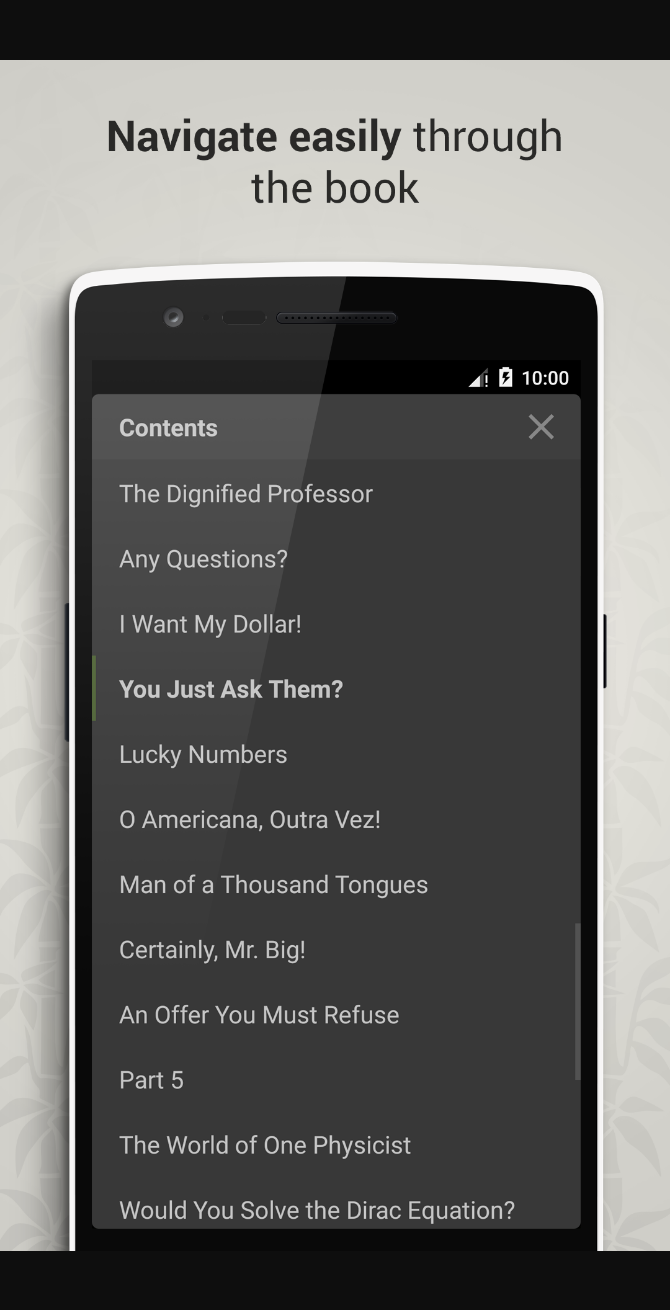 Navigate easily through
the book
10:00
Contents
The Dignified Professor
Any Questions?
I Want My Dollar!
You Just Ask Them?
Lucky Numbers
O Americana, Outra Vez!
Man of a Thousand Tongues
Certainly, Mr. Big!
An Offer You Must Refuse
Part 5
The World of One Physicist
Would You Solve the Dirac Equation?